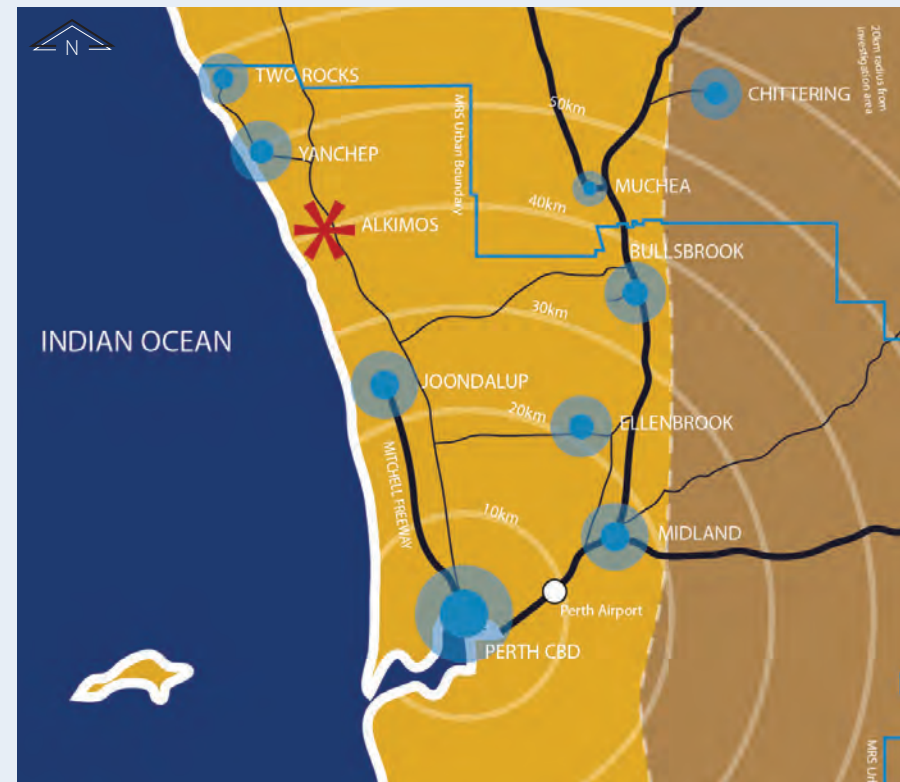 N
TWO ROCKS
20km radius from
investigation area
50km
CHITTERING
MRS Urban Boundary
YANCHEP
MUCHEA
40km
ALKIMOS
BULLSBROOK
30km
INDIAN OCEAN
JOONDALUP
20km
ELLENBROOK
MITCHELL FREEWAY
10km
MIDLAND
Perth Airport
PERTH CBD
MRS